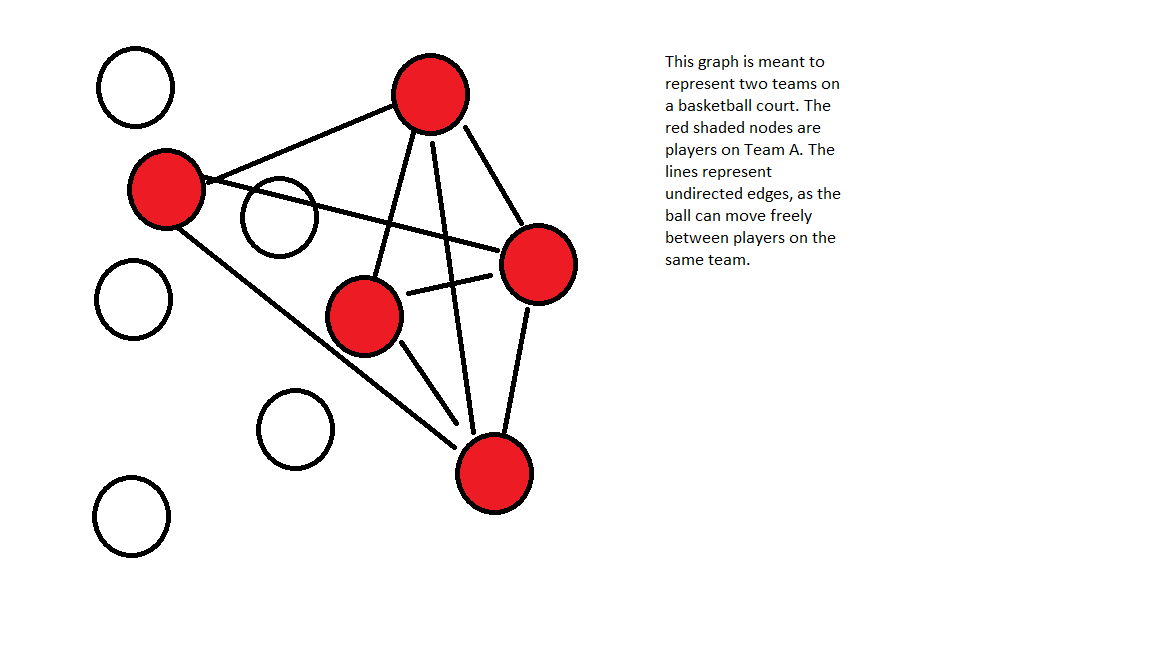 This graph is meant to
represent two teams on
a basketball court. The
red shaded nodes are
players on Team A. The
lines represent
undirected edges, as the
ball can move freely
between players on the
same team.